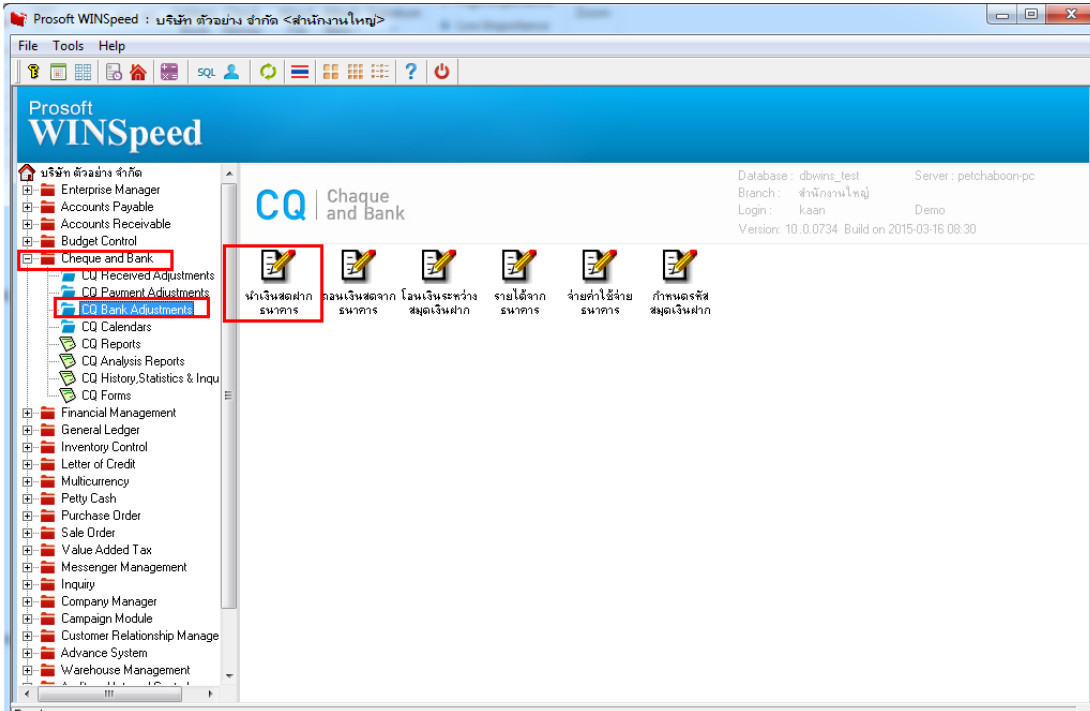 Prosoft WINSpeed : บริษัท ตัวอย่าง จำกัด <สำนักงานใหญ่>
File Tools Help
SQL
Prosoft
WINSpeed
บริษัท ตัวอย่าง จำกัด
Enterprise Manager
Accounts Payable
Accounts Receivable
Budget Control
Cheque and Bank
CQ Received Adjustments
CQ Payment Adjustments
CQ Bank Adjustments
CQ Calendars
CQ Reports
CQ Analysis Reports
CQ History,Statistics & Inqu
CQ Forms
Financial Management
General Ledger
Inventory Control
Letter of Credit
Multicurrency
Petty Cash
Purchase Order
Sale Order
Value Added Tax
Messenger Management
Inquiry
Company Manager
Campaign Module
Customer Relationship Manage
Advance System
Warehouse Management
CQ
Chaque
and Bank
Database : dbwins_test Server : petchaboon-pc
Branch : สำนักงานใหญ่
Login : kaan Demo
Version: 10.0.0734 Build on 2015-03-16 08:30
นำเงินสดฝาก
ธนาคาร
ถอนเงินสดจาก
ธนาคาร
โอนเงินระหว่าง
สมุดเงินฝาก
รายได้จาก
ธนาคาร
จ่ายค่าใช้จ่าย
ธนาคาร
กำหนดรหัส
สมุดเงินฝาก